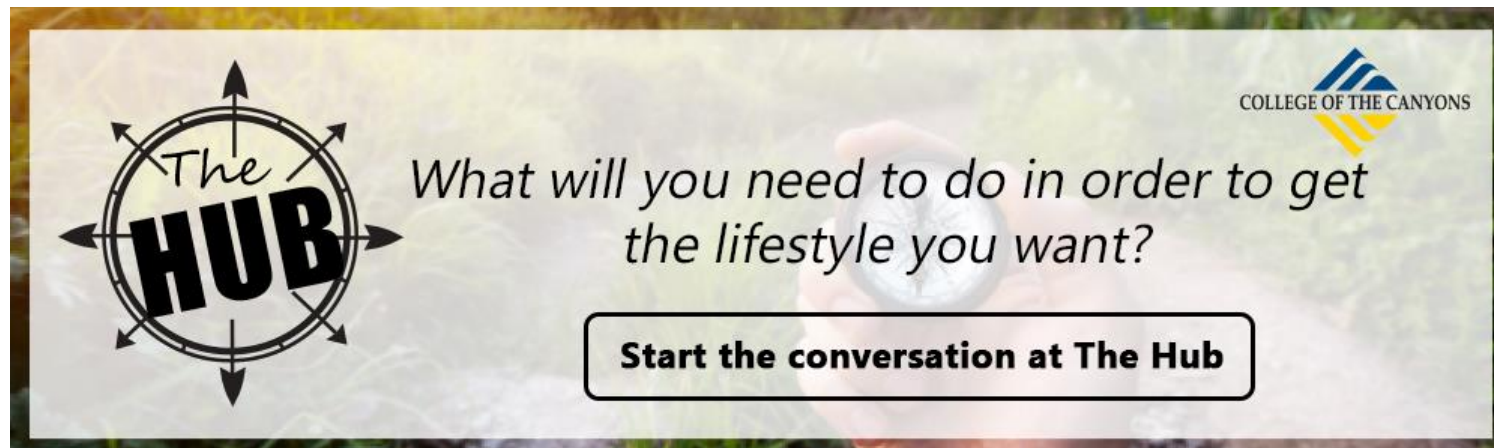 The
HUB
COLLEGE OF THE CANYONS
What will you need to do in order to get
the lifestyle you want?
Start the conversation at The Hub